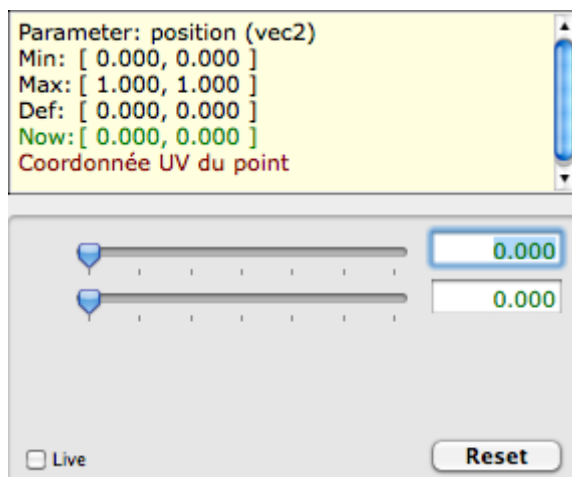 Parameter: position (vec2)
Min: [ 0.000, 0.000 ]
Max: [ 1.000, 1.000 ]
Def: [ 0.000, 0.000 ]
Now: [ 0.000, 0.000 ]
Coordonnée UV du point
0.000
0.000
Live
Reset